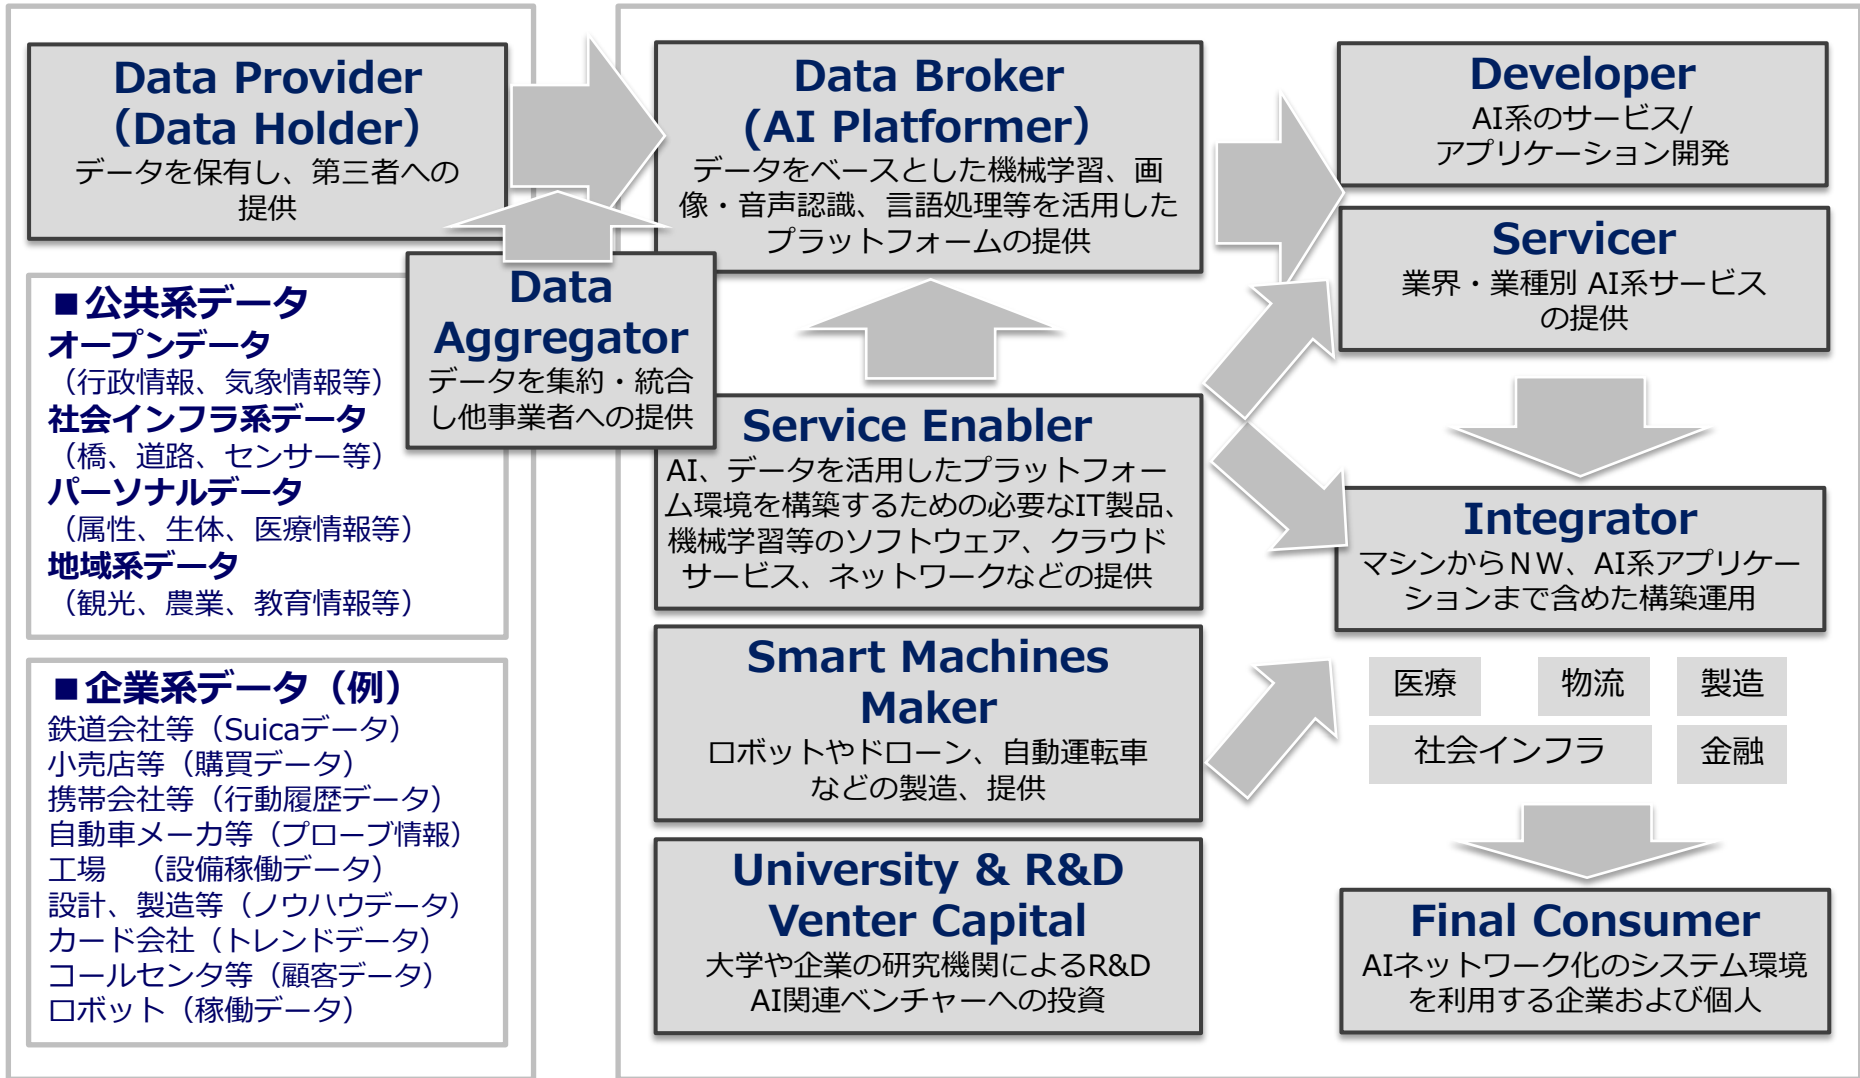 Data Provider
（Data Holder）
データを保有し、第三者への
提供
■公共系データ
オープンデータ
（行政情報、気象情報等）
社会インフラ系データ
（橋、道路、センサー等）
パーソナルデータ
（属性、生体、医療情報等）
地域系データ
（観光、農業、教育情報等）
■企業系データ（例）
鉄道会社等（Suicaデータ）
小売店等（購買データ）
携帯会社等（行動履歴データ）
自動車メーカ等（プローブ情報）
工場　（設備稼働データ）
設計、製造等（ノウハウデータ）
カード会社（トレンドデータ）
コールセンタ等（顧客データ）
ロボット（稼働データ）
Data
Aggregator
データを集約・統合
し他事業者への提供
Data Broker
(AI Platformer）
データをベースとした機械学習、画
像・音声認識、言語処理等を活用した
プラットフォームの提供
Service Enabler
AI、データを活用したプラットフォー
ム環境を構築するための必要なIT製品、
機械学習等のソフトウェア、クラウド
サービス、ネットワークなどの提供
Smart Machines
Maker
ロボットやドローン、自動運転車
などの製造、提供
University & R&D
Venter Capital
大学や企業の研究機関によるR&D
AI関連ベンチャーへの投資
Developer
AI系のサービス/
アプリケーション開発
Servicer
業界・業種別 AI系サービス
の提供
Integrator
マシンからＮＷ、AI系アプリケー
ションまで含めた構築運用
医療 物流 製造
社会インフラ 金融
Final Consumer
AIネットワーク化のシステム環境
を利用する企業および個人